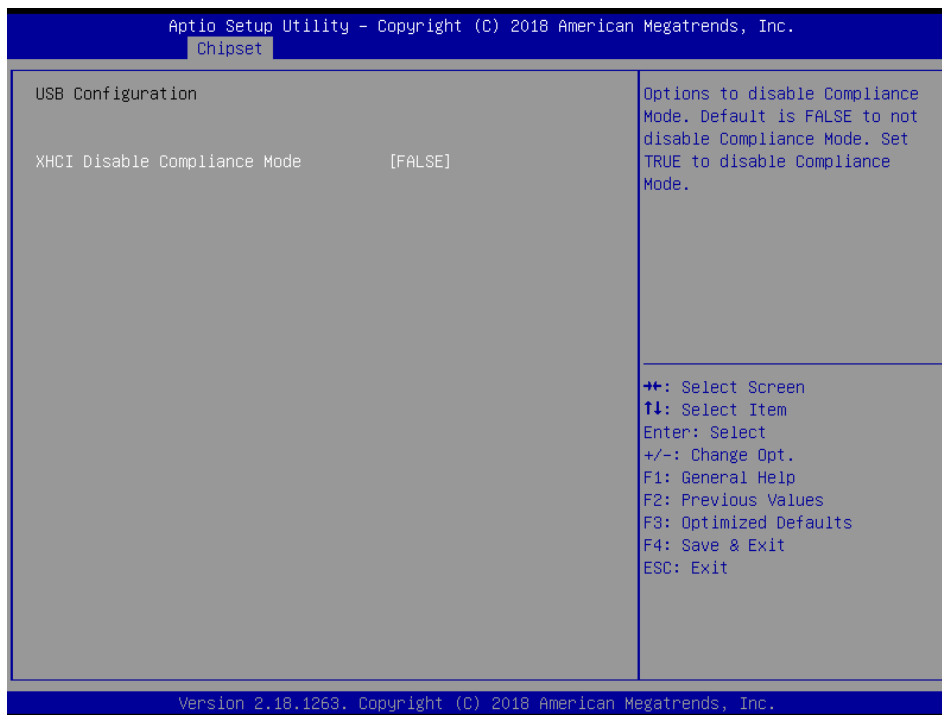 Aptio Setup Utility – Copyright (C) 2018 American Megatrends, Inc.
Chipset
USB Configuration
XHCI Disable Compliance Mode [FALSE]
Options to disable Compliance
Mode. Default is FALSE to not
disable Compliance Mode. Set
TRUE to disable Compliance
Mode.
→←: Select Screen
↑↓: Select Item
Enter: Select
+/-: Change Opt.
F1: General Help
F2: Previous Values
F3: Optimized Defaults
F4: Save & Exit
ESC: Exit
Version 2.18.1263. Copyright (C) 2018 American Megatrends, Inc.